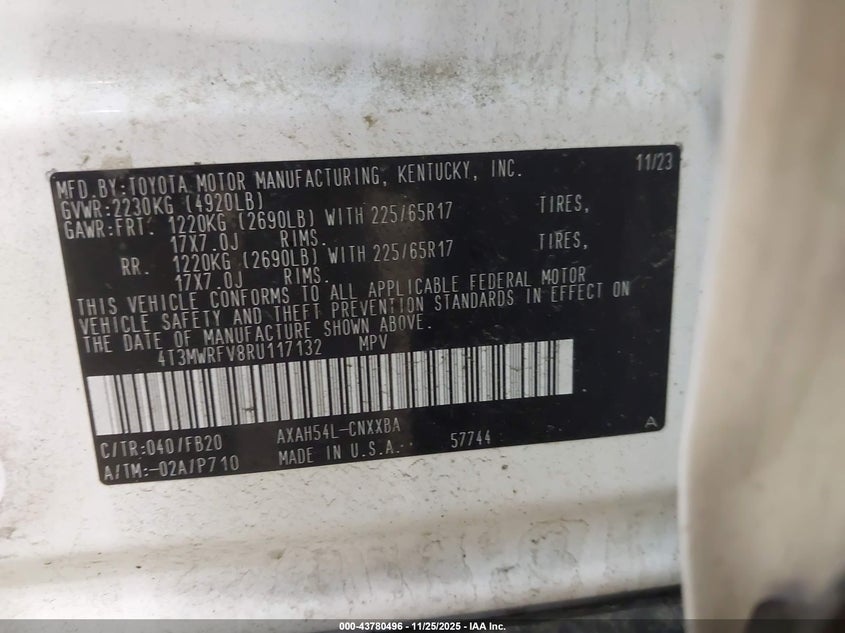 11/23
MFD.BY:TOYOTA MOTOR MANUFACTURING, KENTUCKY, INC.
GVWR:2230KG (4920LB)
GAWR:FRT. 1220KG (2690LB) WITH 225/65R17 TIRES,
17X7.0J RIMS.
RR. 1220KG (2690LB) WITH 225/65R17 TIRES,
17X7.0J RIMS.
THIS VEHICLE CONFORMS TO ALL APPLICABLE FEDERAL MOTOR
VEHICLE SAFETY AND THEFT PREVENTION STANDARDS IN EFFECT ON
THE DATE OF MANUFACTURE SHOWN ABOVE.
4T3MWRFV8RU117132 MPV
C/TR:040/FB20 AXAH54L-CNXXBA A
A/TM:-02A/P710 MADE IN U.S.A. 57744
000-43780496 - 11/25/2025 - IAA Inc.